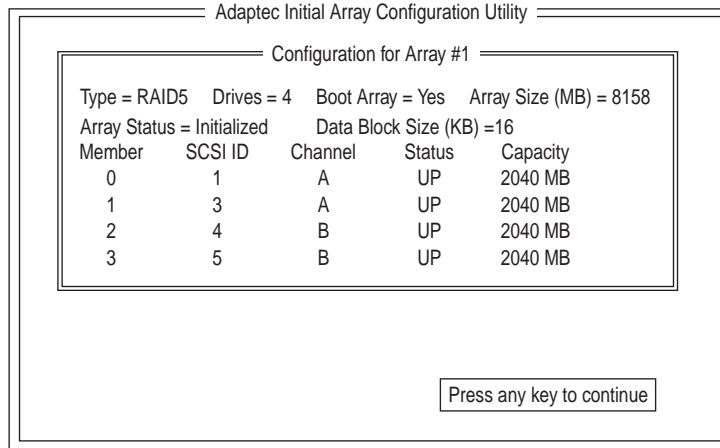 Adaptec Initial Array Configuration Utility
Configuration for Array #1
Type = RAID5 Drives = 4 Boot Array = Yes Array Size (MB) = 8158
Array Status = Initialized Data Block Size (KB) =16
Member SCSI ID Channel Status Capacity
0 1 A UP 2040 MB
1 3 A UP 2040 MB
2 4 B UP 2040 MB
3 5 B UP 2040 MB
Press any key to continue